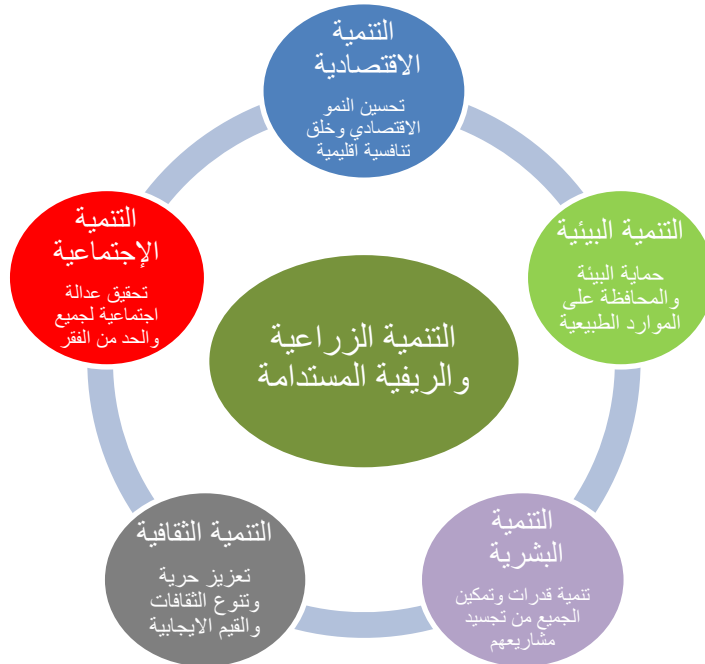 التنمية
الاقتصادية
تحسين النمو
الاقتصادي وخلق
تنافسية اقليمية
التنمية البيئية
حماية البيئة
والمحافظة على
الموارد الطبيعية
التنمية
البشرية
تنمية قدرات وتمكين
الجميع من تجسيد
مشاريعهم
التنمية الثقافية
تعزيز حرية
وتنوع الثقافات
والقيم الايجابية
التنمية
الإجتماعية
تحقيق عدالة
اجتماعية لجميع
والحد من الفقر
التنمية الزراعية
والريفية المستدامة